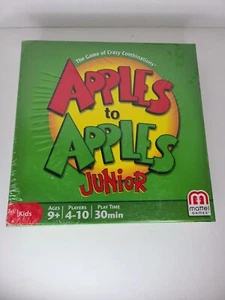 The Game of Crazy Combinations
APPLES
to
APPLES
JUNIOR
Kids
AGES
9+
PLAYERS
4-10
PLAY TIME
30min
mattel
GAMES